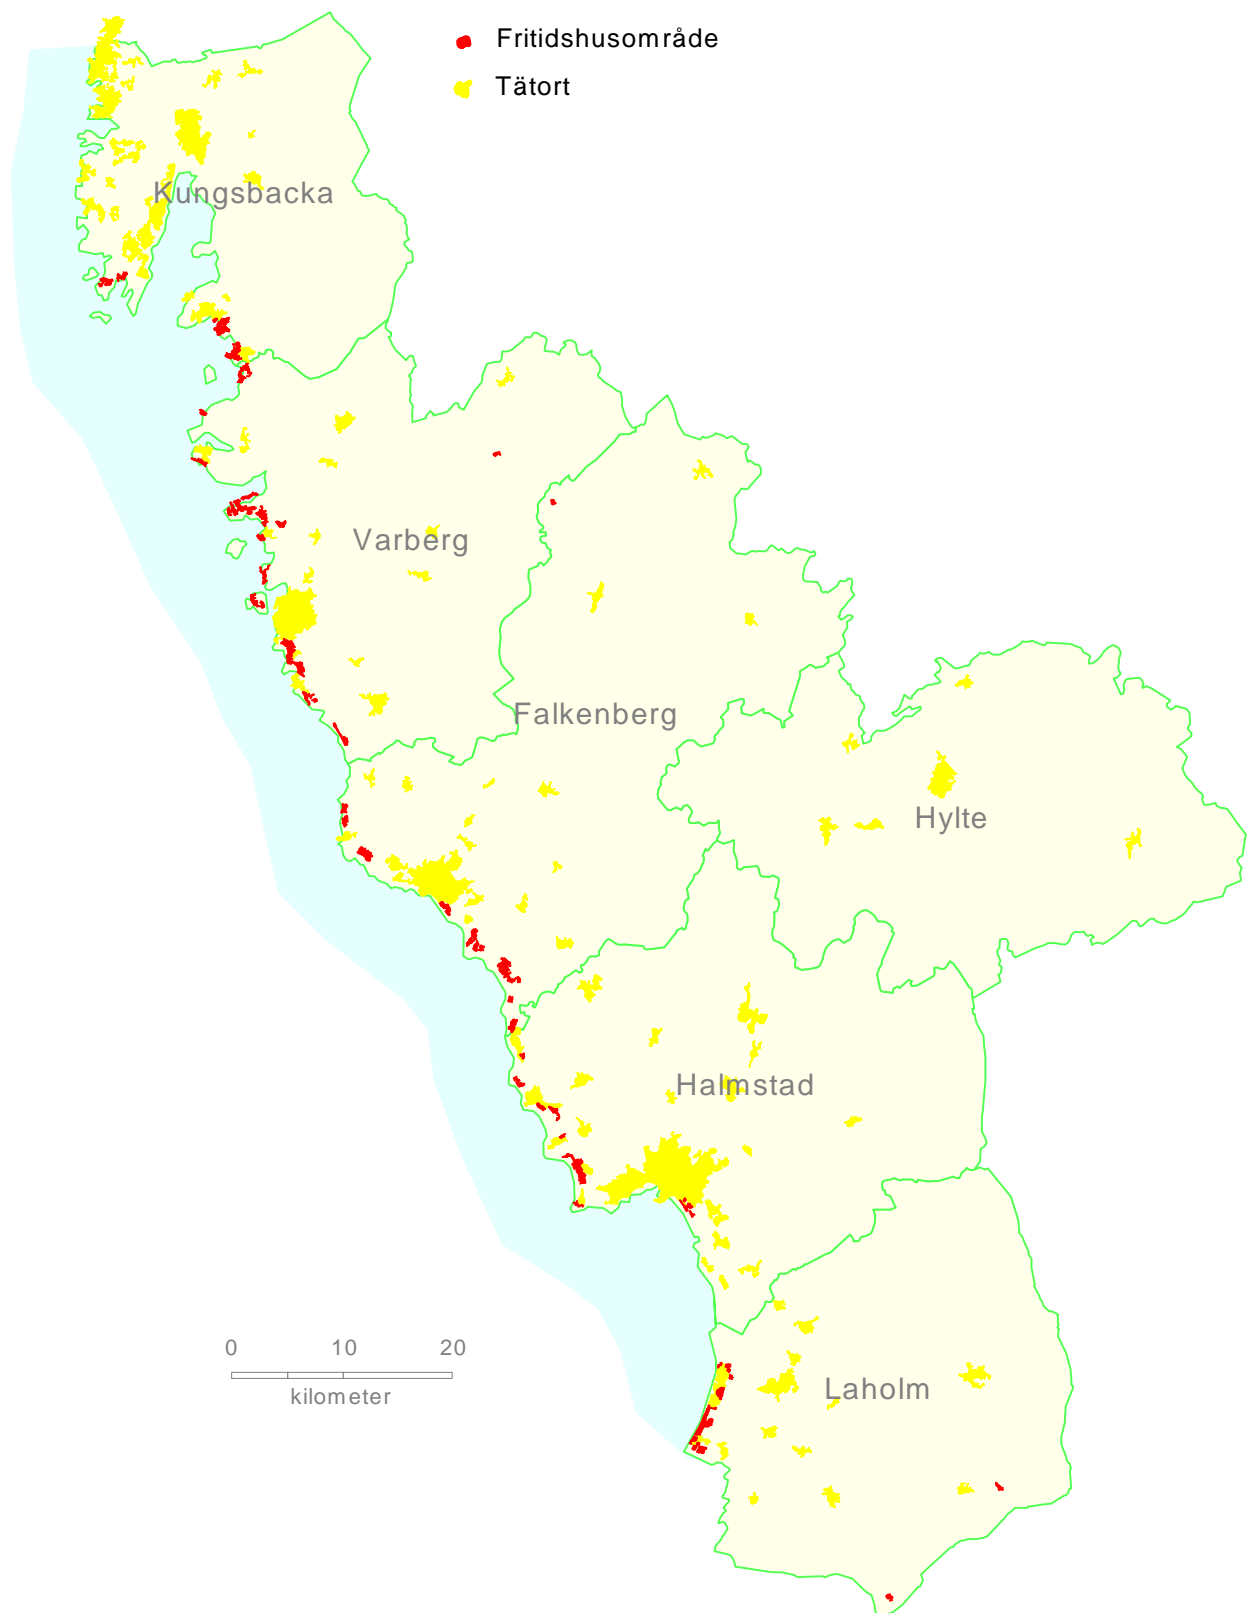 Fritidshusområde
Tätort
Kungsbacka
Varberg
Falkenberg
Hylte
Halmstad
0 10 20
kilometer
Laholm